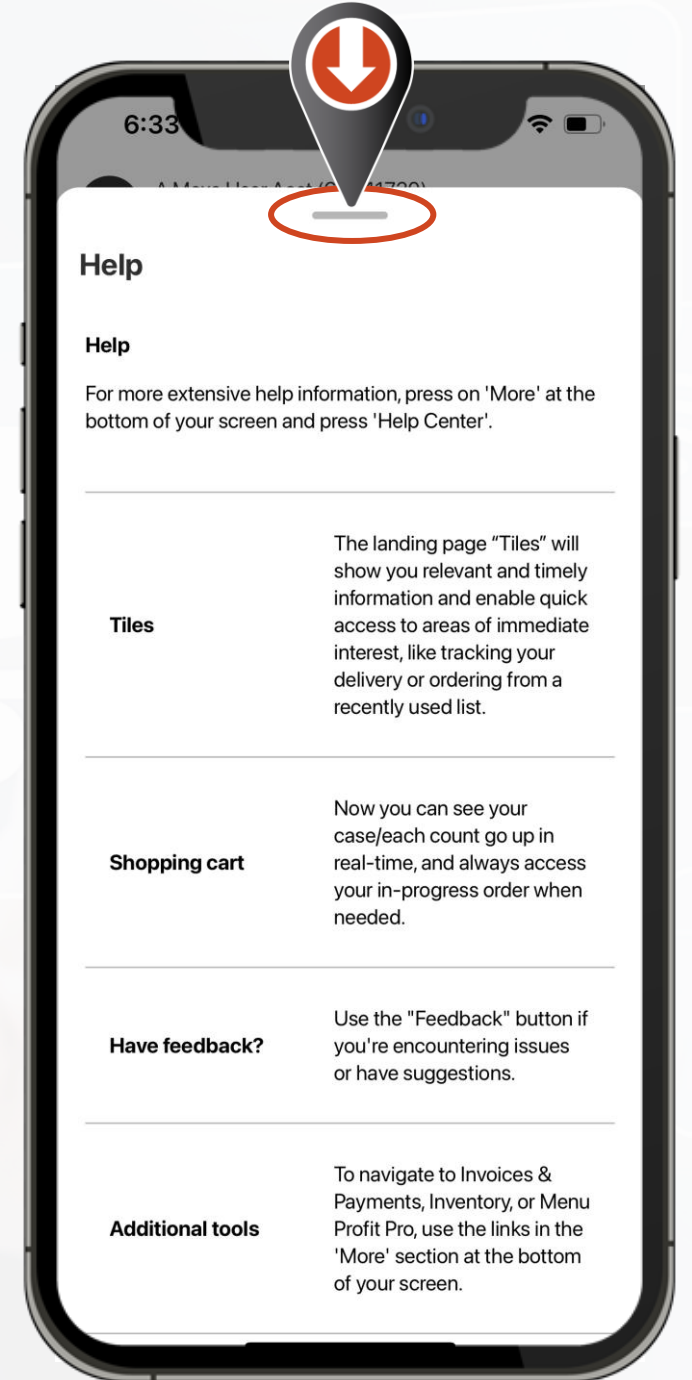 6:33
Help
Help
For more extensive help information, press on 'More' at the
bottom of your screen and press 'Help Center'.
Tiles
The landing page “Tiles” will
show you relevant and timely
information and enable quick
access to areas of immediate
interest, like tracking your
delivery or ordering from a
recently used list.
Shopping cart
Now you can see your
case/each count go up in
real-time, and always access
your in-progress order when
needed.
Have feedback?
Use the "Feedback" button if
you're encountering issues
or have suggestions.
Additional tools
To navigate to Invoices &
Payments, Inventory, or Menu
Profit Pro, use the links in the
'More' section at the bottom
of your screen.